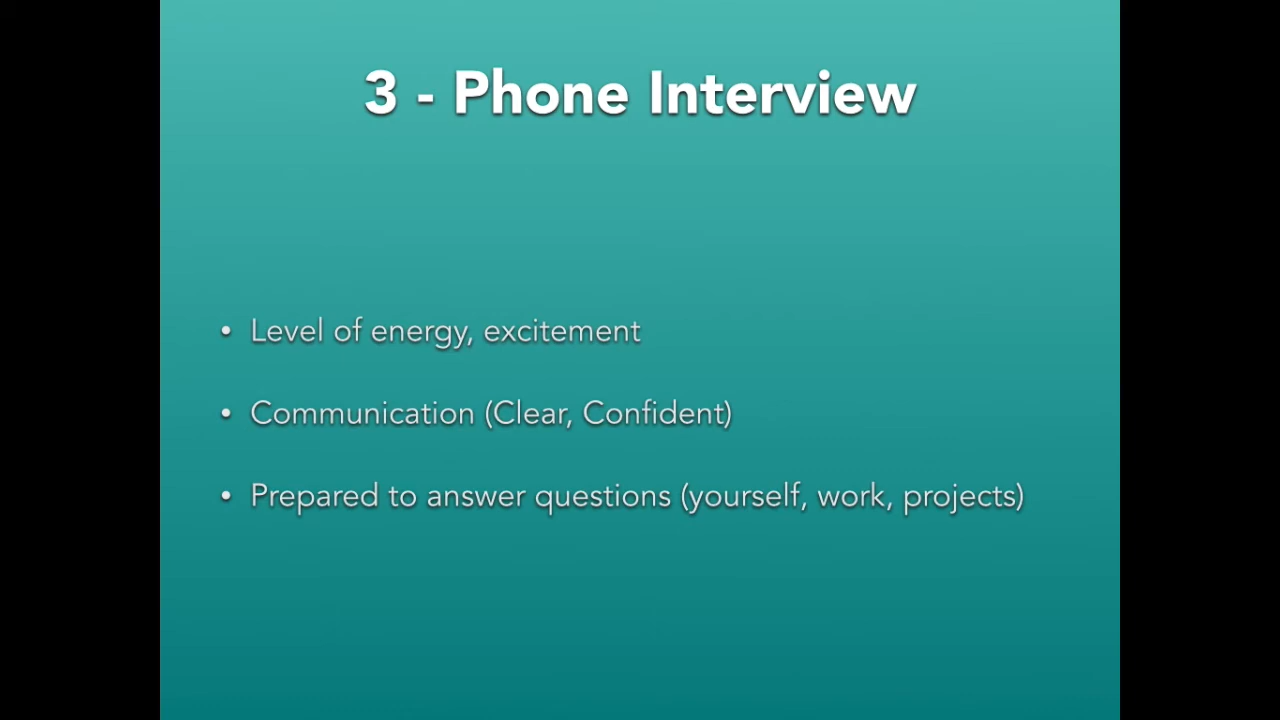 3 - Phone Interview
• Level of energy, excitement
• Communication (Clear, Confident)
• Prepared to answer questions (yourself, work, projects)